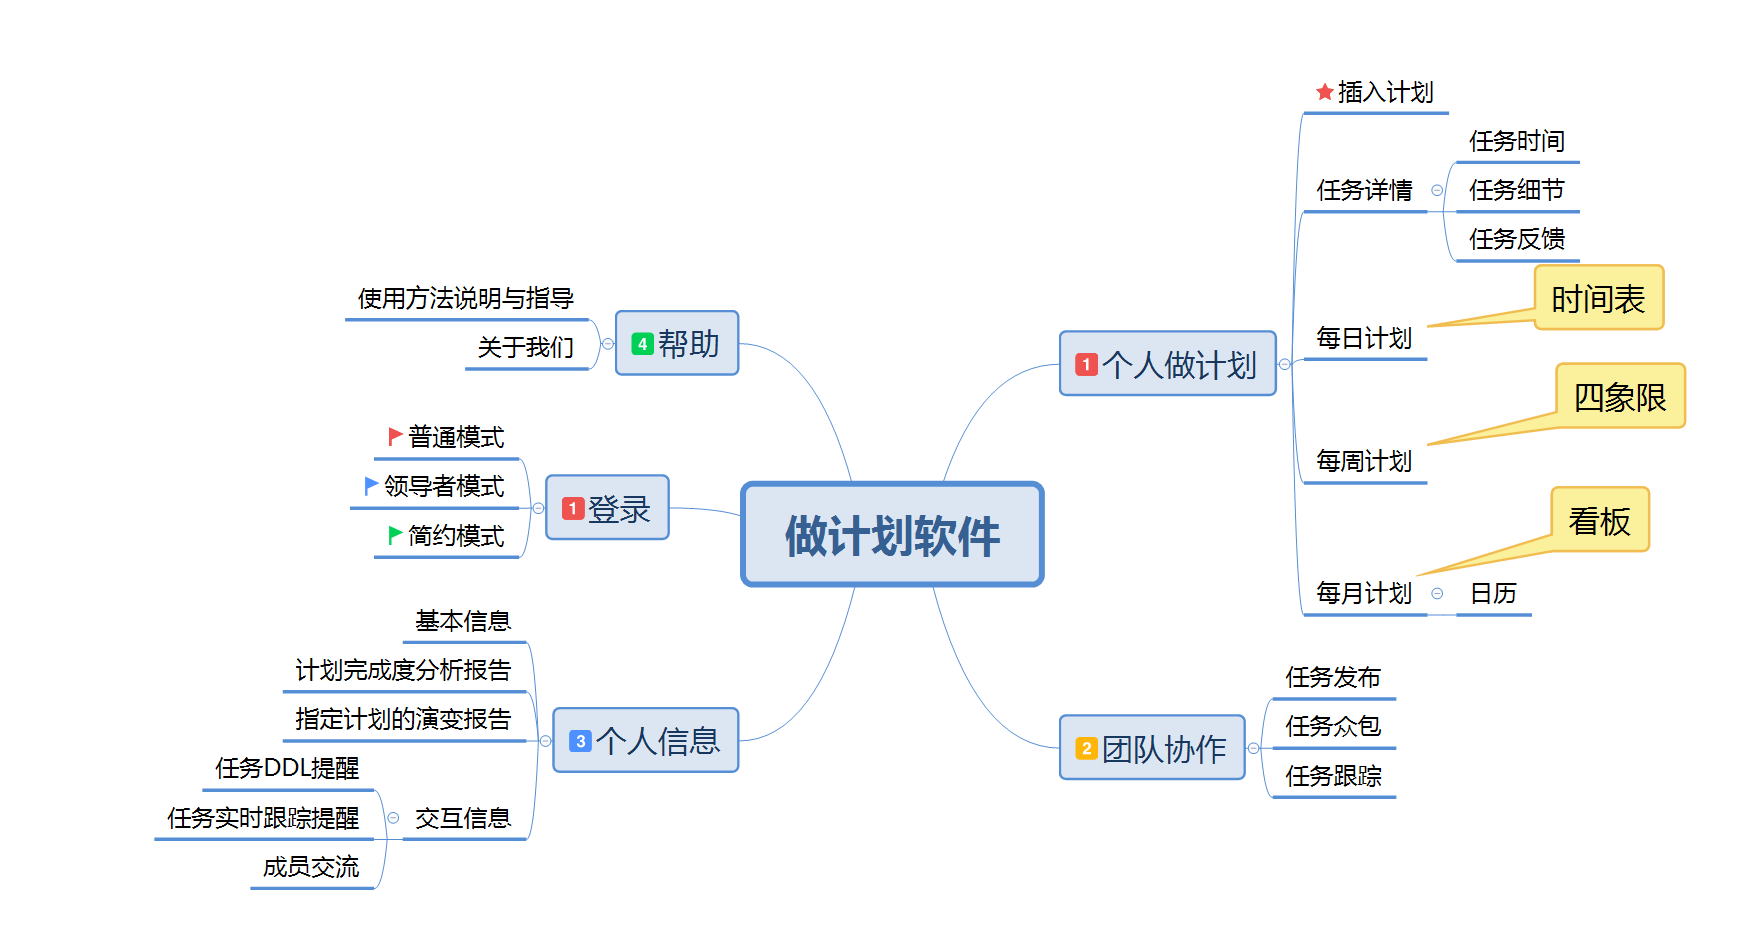 做计划软件
1 个人做计划
插入计划
任务详情
任务时间
任务细节
任务反馈
每日计划
时间表
每周计划
四象限
每月计划
看板
日历
2 团队协作
任务发布
任务众包
任务跟踪
4 帮助
使用方法说明与指导
关于我们
1 登录
普通模式
领导者模式
简约模式
3 个人信息
基本信息
计划完成度分析报告
指定计划的演变报告
交互信息
任务DDL提醒
任务实时跟踪提醒
成员交流